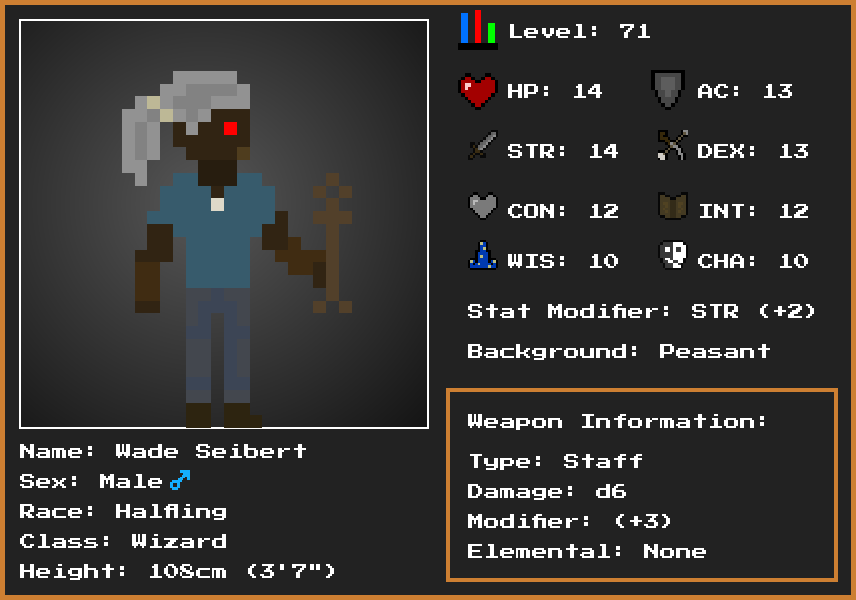 Level: 71
HP: 14 AC: 13
STR: 14 DEX: 13
CON: 12 INT: 12
WIS: 10 CHA: 10
Stat Modifier: STR (+2)
Background: Peasant
Weapon Information:
Type: Staff
Damage: d6
Modifier: (+3)
Elemental: None
Name: Wade Seibert
Sex: Male♂
Race: Halfling
Class: Wizard
Height: 108cm (3'7")